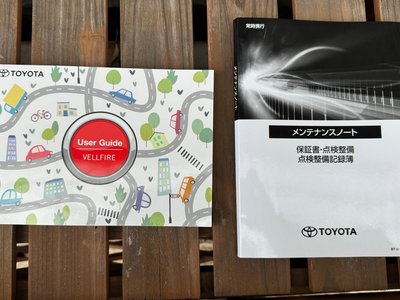 TOYOTA
User Guide
VELLFIRE
常時携行
メンテナンスノート
保証書・点検整備
点検整備記録簿
TOYOTA